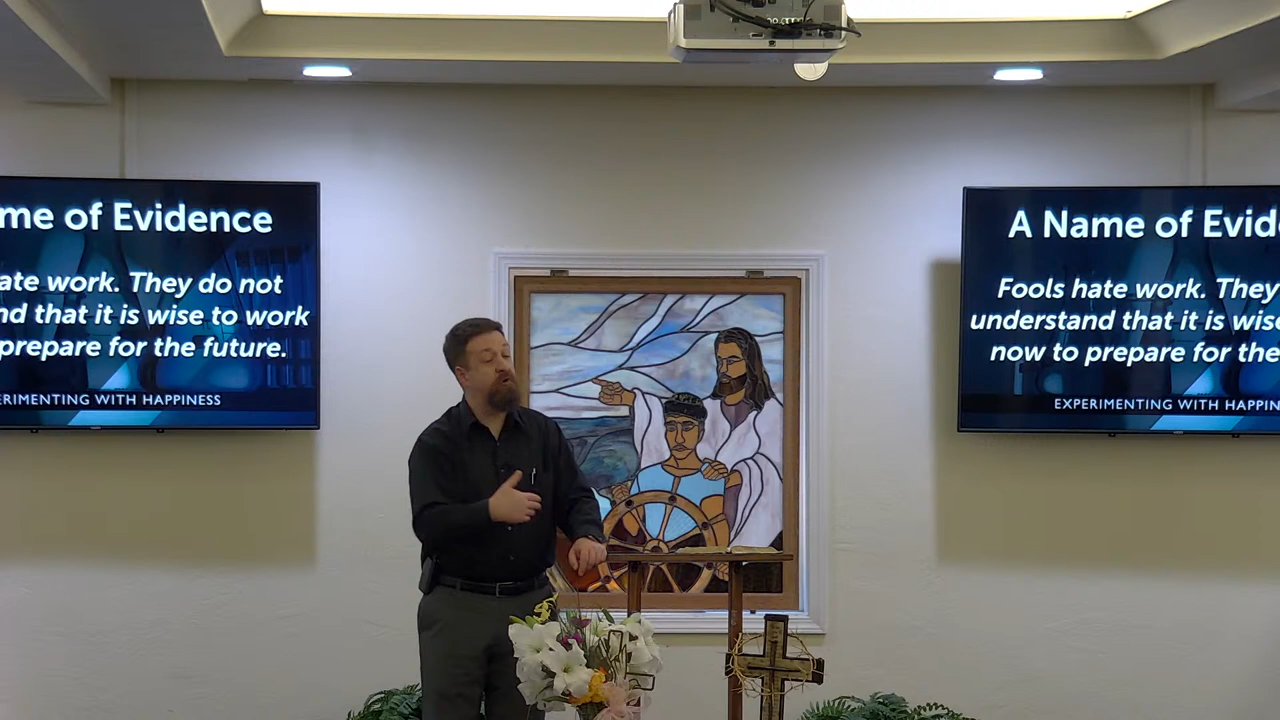 me of Evidence
ate work. They do not
nd that it is wise to work
prepare for the future.
ERIMENTING WITH HAPPINESS
A Name of Evide
Fools hate work. They
understand that it is wise
now to prepare for the
EXPERIMENTING WITH HAPPIN